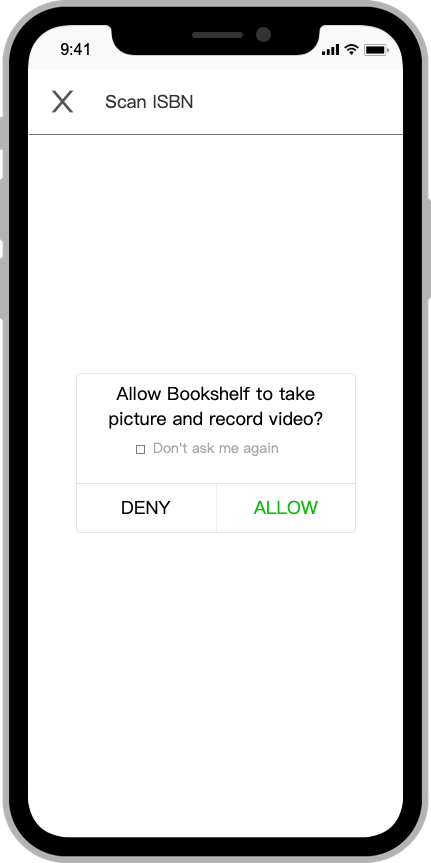 9:41
Scan ISBN
Allow Bookshelf to take
picture and record video?
Don't ask me again
DENY
ALLOW